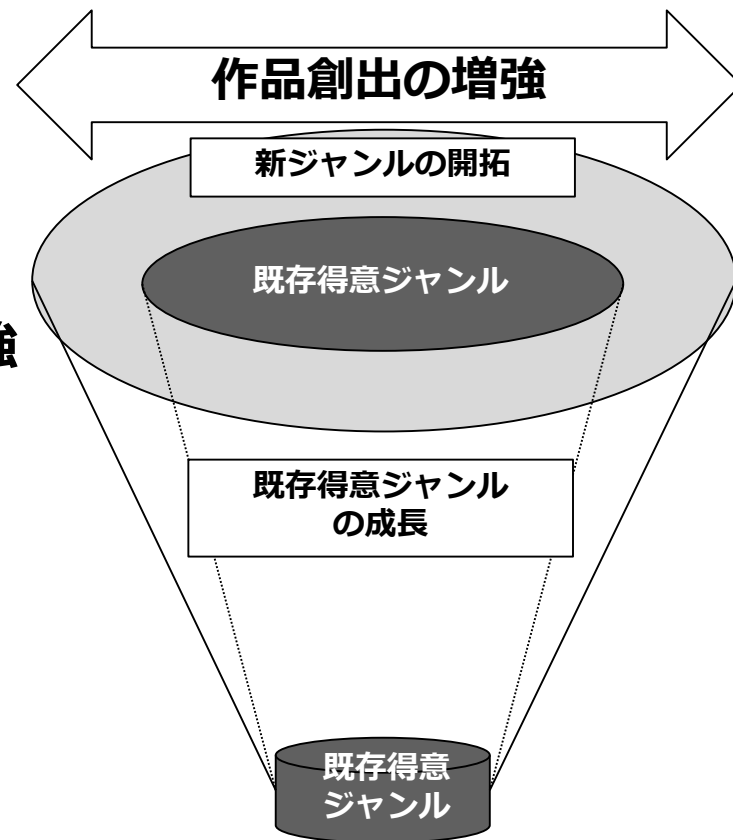 作品創出の増強
新ジャンルの開拓
既存得意ジャンル
強
既存得意ジャンル
の成長
既存得意
ジャンル